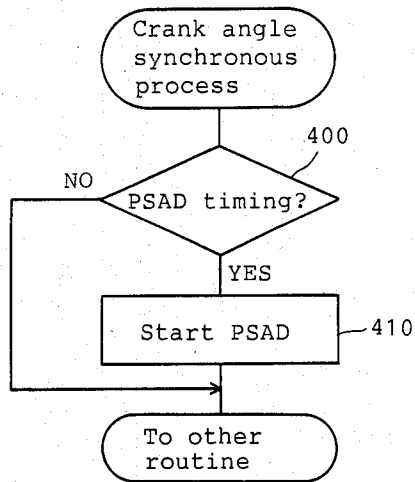 Crank angle
synchronous
process
400
NO
PSAD timing?
YES
Start PSAD
410
To other
routine